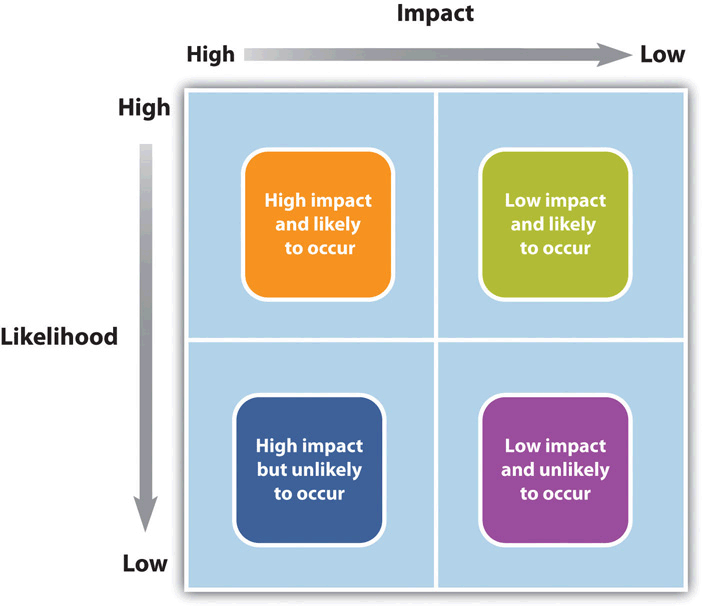 Impact
High
Low
High
High impact
and likely
to occur
Low impact
and likely
to occur
Likelihood
High impact
but unlikely
to occur
Low impact
and unlikely
to occur
Low